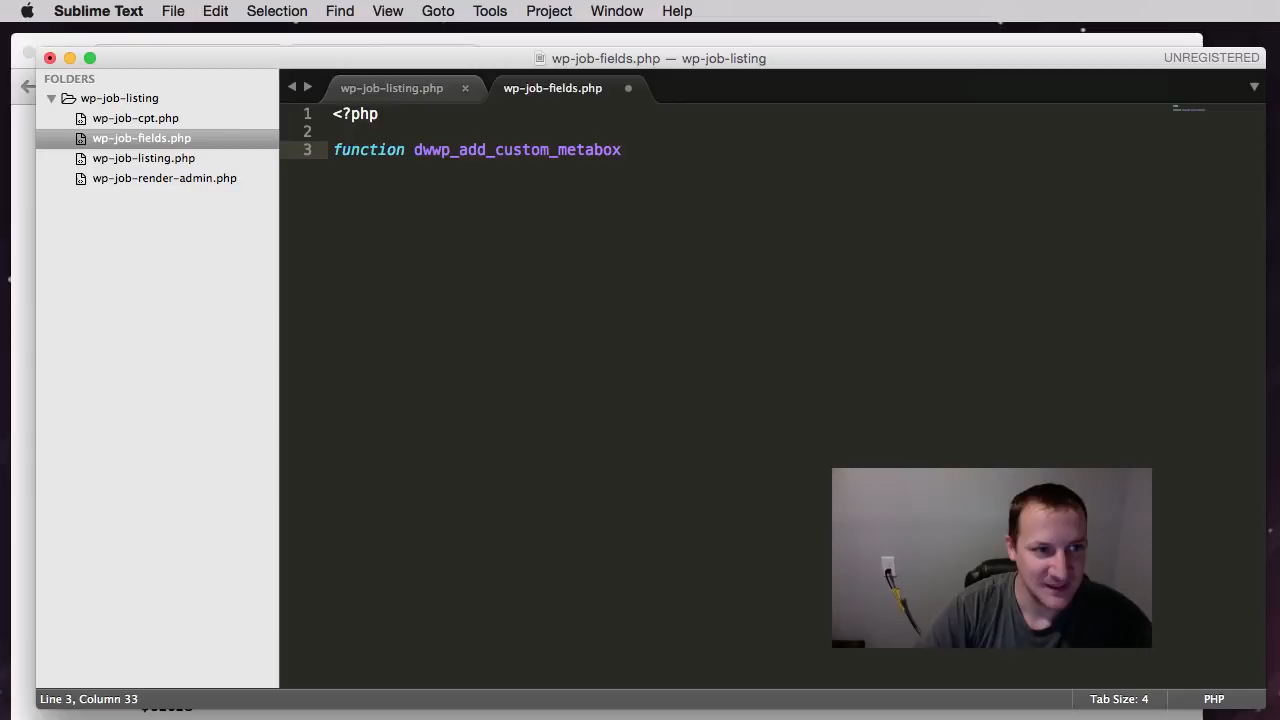 Sublime Text File Edit Selection Find View Goto Tools Project Window Help
wp-job-fields.php — wp-job-listing
UNREGISTERED
FOLDERS
wp-job-listing
wp-job-cpt.php
wp-job-fields.php
wp-job-listing.php
wp-job-render-admin.php
wp-job-listing.php × wp-job-fields.php
1 <?php
2
3 function dwwp_add_custom_metabox
Line 3, Column 33
Tab Size: 4
PHP